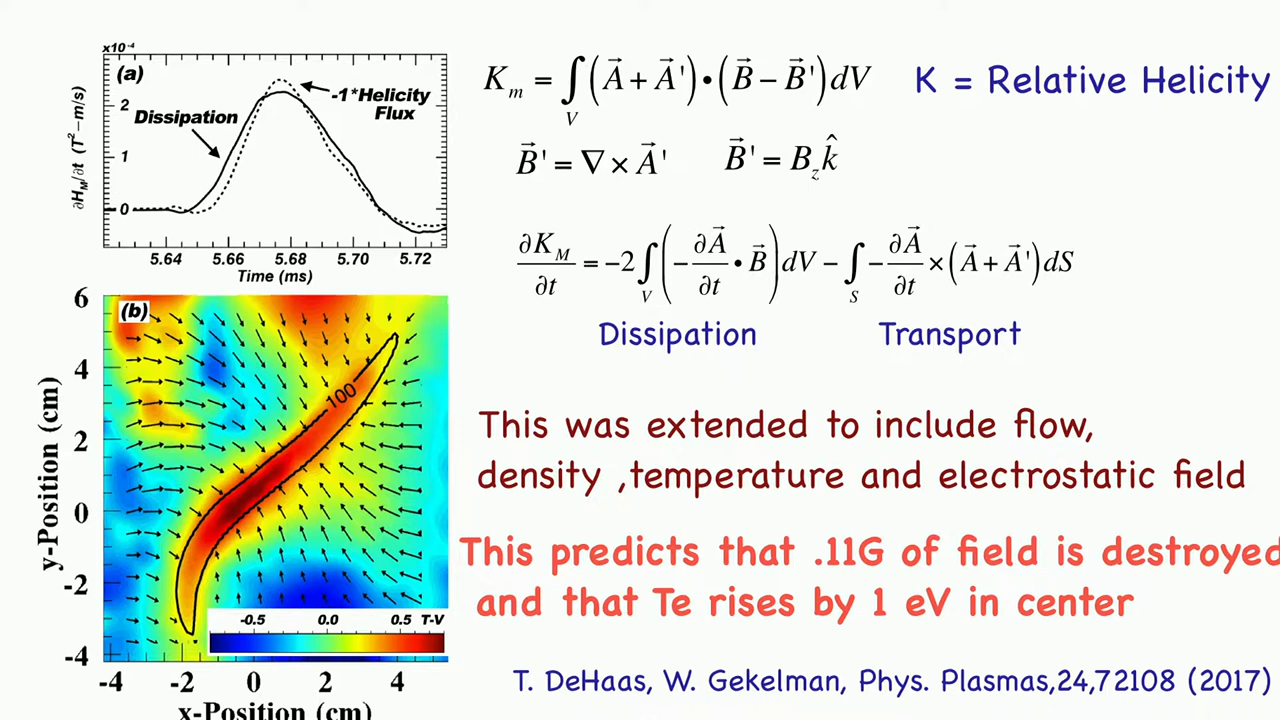 x10⁻⁴
(a)
-1*Helicity
Flux
Dissipation
∂H_M/∂t (T²−m/s)
2
1
0
5.64 5.66 5.68 5.70 5.72
Time (ms)
K_m = ∫_V (A⃗ + A⃗') • (B⃗ − B⃗') dV K = Relative Helicity
B⃗' = ∇ × A⃗' B⃗' = B_z k̂
∂K_M/∂t = −2 ∫_V (−∂A⃗/∂t • B⃗) dV − ∫_S −∂A⃗/∂t × (A⃗ + A⃗') dS
Dissipation Transport
(b)
100
y-Position (cm)
6
4
2
0
-2
-4
-0.5 0.0 0.5 T-V
-4 -2 0 2 4
x-Position (cm)
This was extended to include flow,
density ,temperature and electrostatic field
This predicts that .11G of field is destroyed
and that Te rises by 1 eV in center
T. DeHaas, W. Gekelman, Phys. Plasmas,24,72108 (2017)